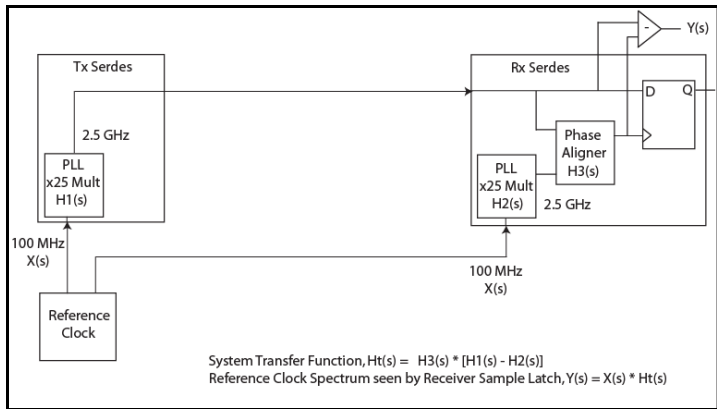 Y(s)
Tx Serdes
Rx Serdes
D
Q
2.5 GHz
Phase
Aligner
H3(s)
PLL
x25 Mult
H1(s)
PLL
x25 Mult
H2(s)
2.5 GHz
100 MHz
X(s)
100 MHz
X(s)
Reference
Clock
System Transfer Function, Ht(s) = H3(s) * [H1(s) - H2(s)]
Reference Clock Spectrum seen by Receiver Sample Latch, Y(s) = X(s) * Ht(s)